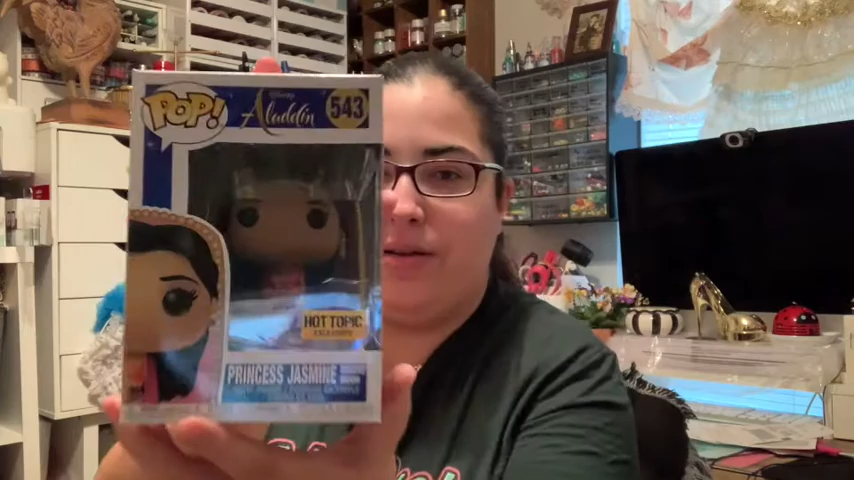 POP!
Disney
Aladdin
543
HOT TOPIC
EXCLUSIVE
PRINCESS JASMINE